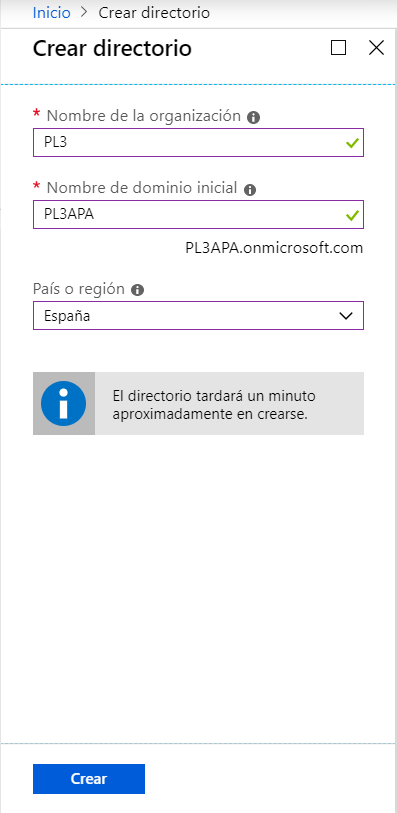 Inicio > Crear directorio
Crear directorio
* Nombre de la organización
PL3
* Nombre de dominio inicial
PL3APA
PL3APA.onmicrosoft.com
País o región
España
El directorio tardará un minuto
aproximadamente en crearse.
Crear